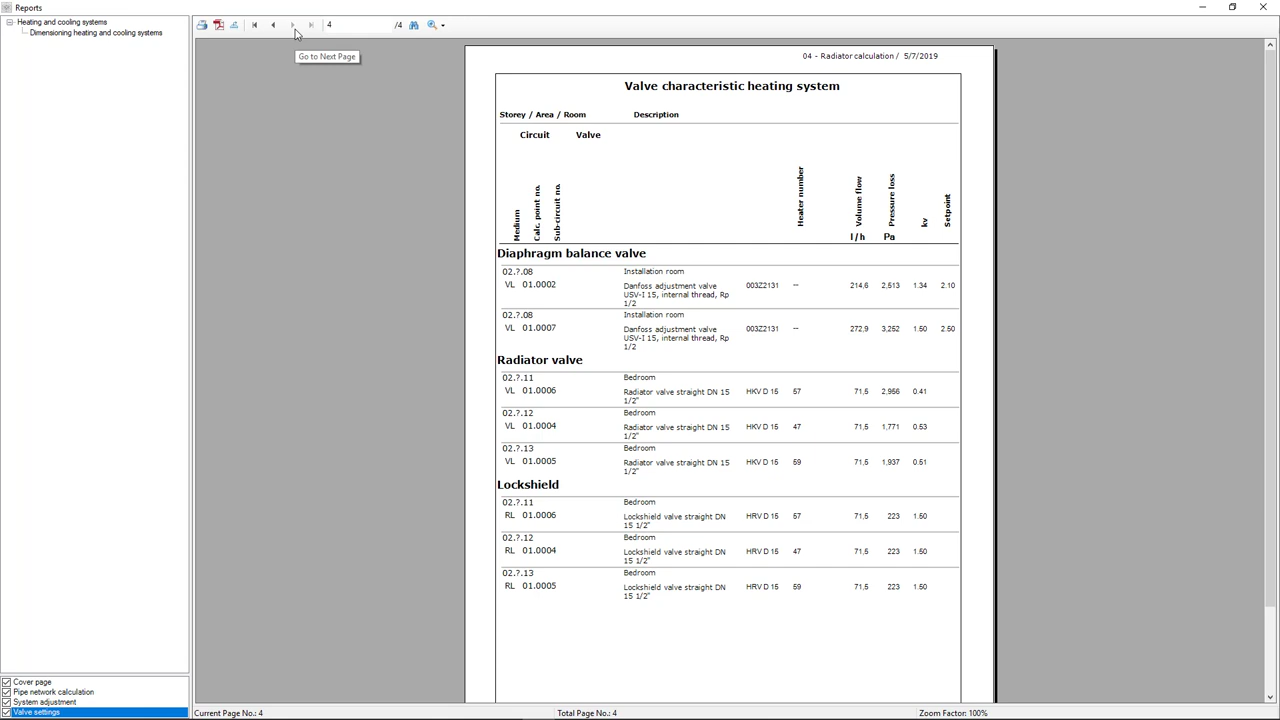 Reports
Heating and cooling systems
Dimensioning heating and cooling systems
4 /4
Go to Next Page
04 - Radiator calculation / 5/7/2019
Valve characteristic heating system
Storey / Area / Room Description
Circuit Valve
Medium
Calc. point no.
Sub-circuit no.
Heater number
Volume flow
Pressure loss
kv
Setpoint
l/h Pa
Diaphragm balance valve
02.?.08 Installation room
VL 01.0002 Danfoss adjustment valve 003Z2131 -- 214,6 2,513 1.34 2.10
USV-I 15, internal thread, Rp
1/2
02.?.08 Installation room
VL 01.0007 Danfoss adjustment valve 003Z2131 -- 272,9 3,252 1.50 2.50
USV-I 15, internal thread, Rp
1/2
Radiator valve
02.?.11 Bedroom
VL 01.0006 Radiator valve straight DN 15 HKV D 15 57 71,5 2,956 0.41
1/2"
02.?.12 Bedroom
VL 01.0004 Radiator valve straight DN 15 HKV D 15 47 71,5 1,771 0.53
1/2"
02.?.13 Bedroom
VL 01.0005 Radiator valve straight DN 15 HKV D 15 59 71,5 1,937 0.51
1/2"
Lockshield
02.?.11 Bedroom
RL 01.0006 Lockshield valve straight DN HRV D 15 57 71,5 223 1.50
15 1/2"
02.?.12 Bedroom
RL 01.0004 Lockshield valve straight DN HRV D 15 47 71,5 223 1.50
15 1/2"
02.?.13 Bedroom
RL 01.0005 Lockshield valve straight DN HRV D 15 59 71,5 223 1.50
15 1/2"
Cover page
Pipe network calculation
System adjustment
Valve settings
Current Page No.: 4 Total Page No.: 4 Zoom Factor: 100%